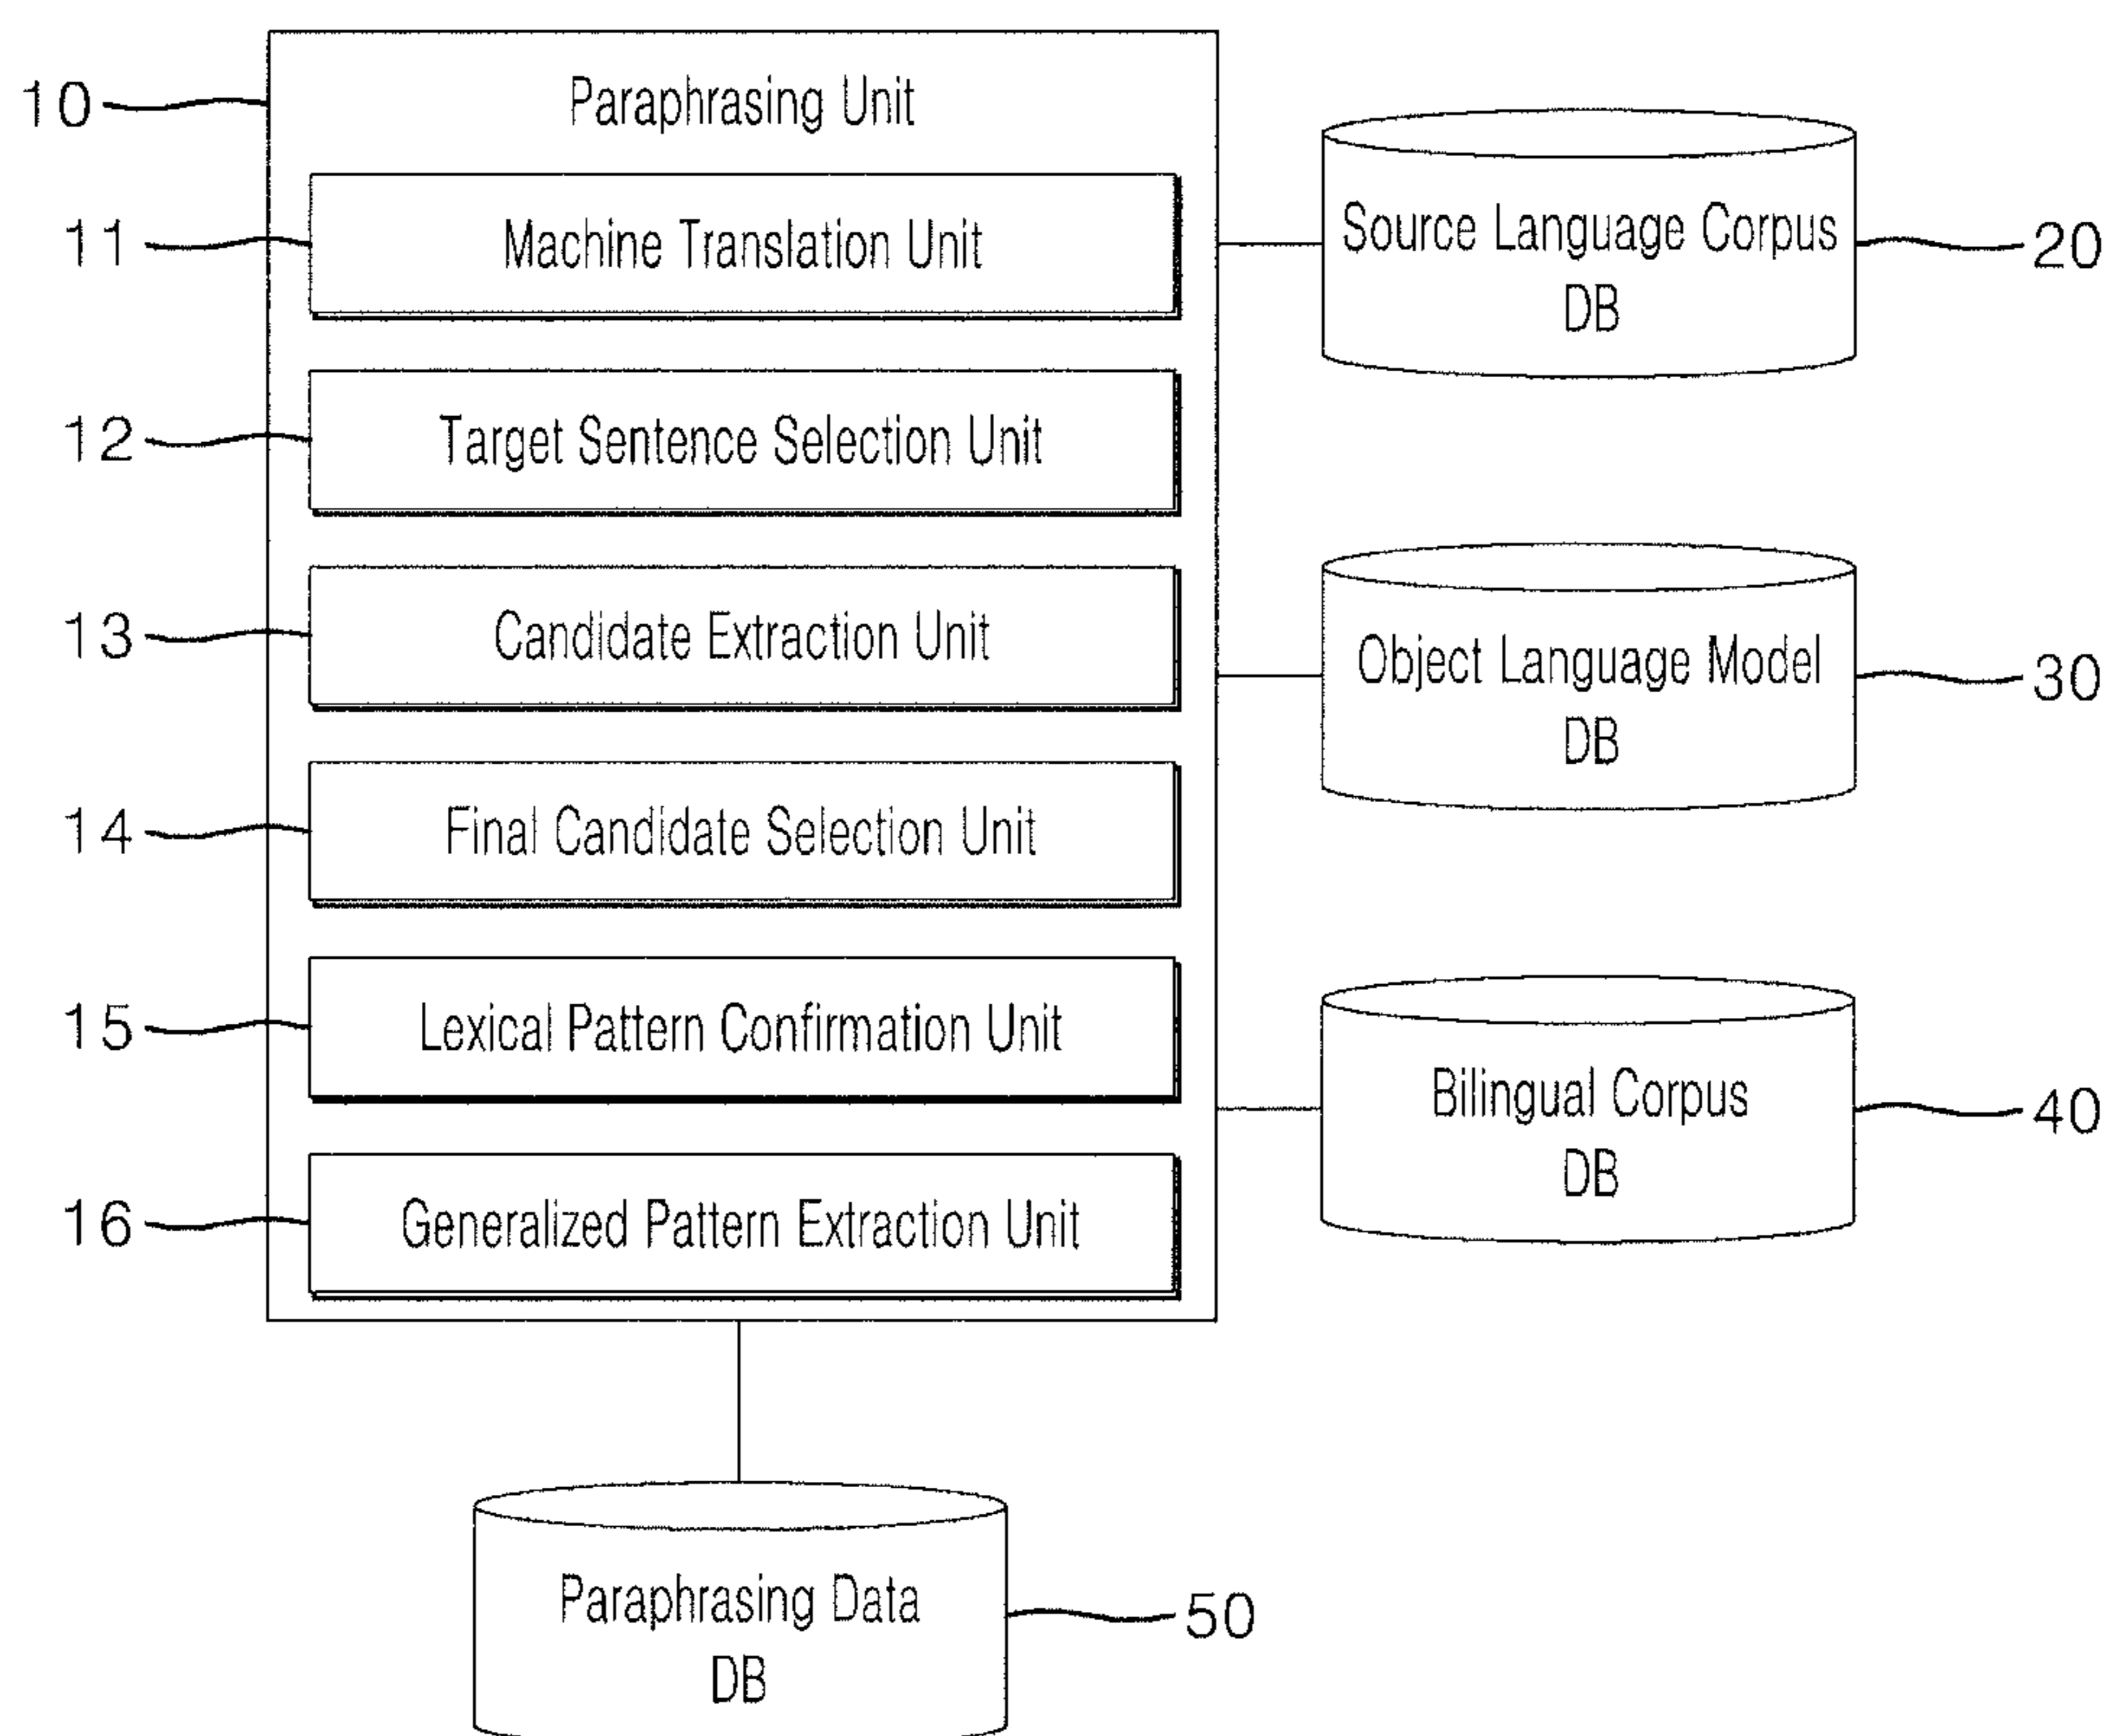 10
Paraphrasing Unit
11
Machine Translation Unit
Source Language Corpus
DB
20
12
Target Sentence Selection Unit
13
Candidate Extraction Unit
Object Language Model
DB
30
14
Final Candidate Selection Unit
15
Lexical Pattern Confirmation Unit
Bilingual Corpus
DB
40
16
Generalized Pattern Extraction Unit
Paraphrasing Data
DB
50